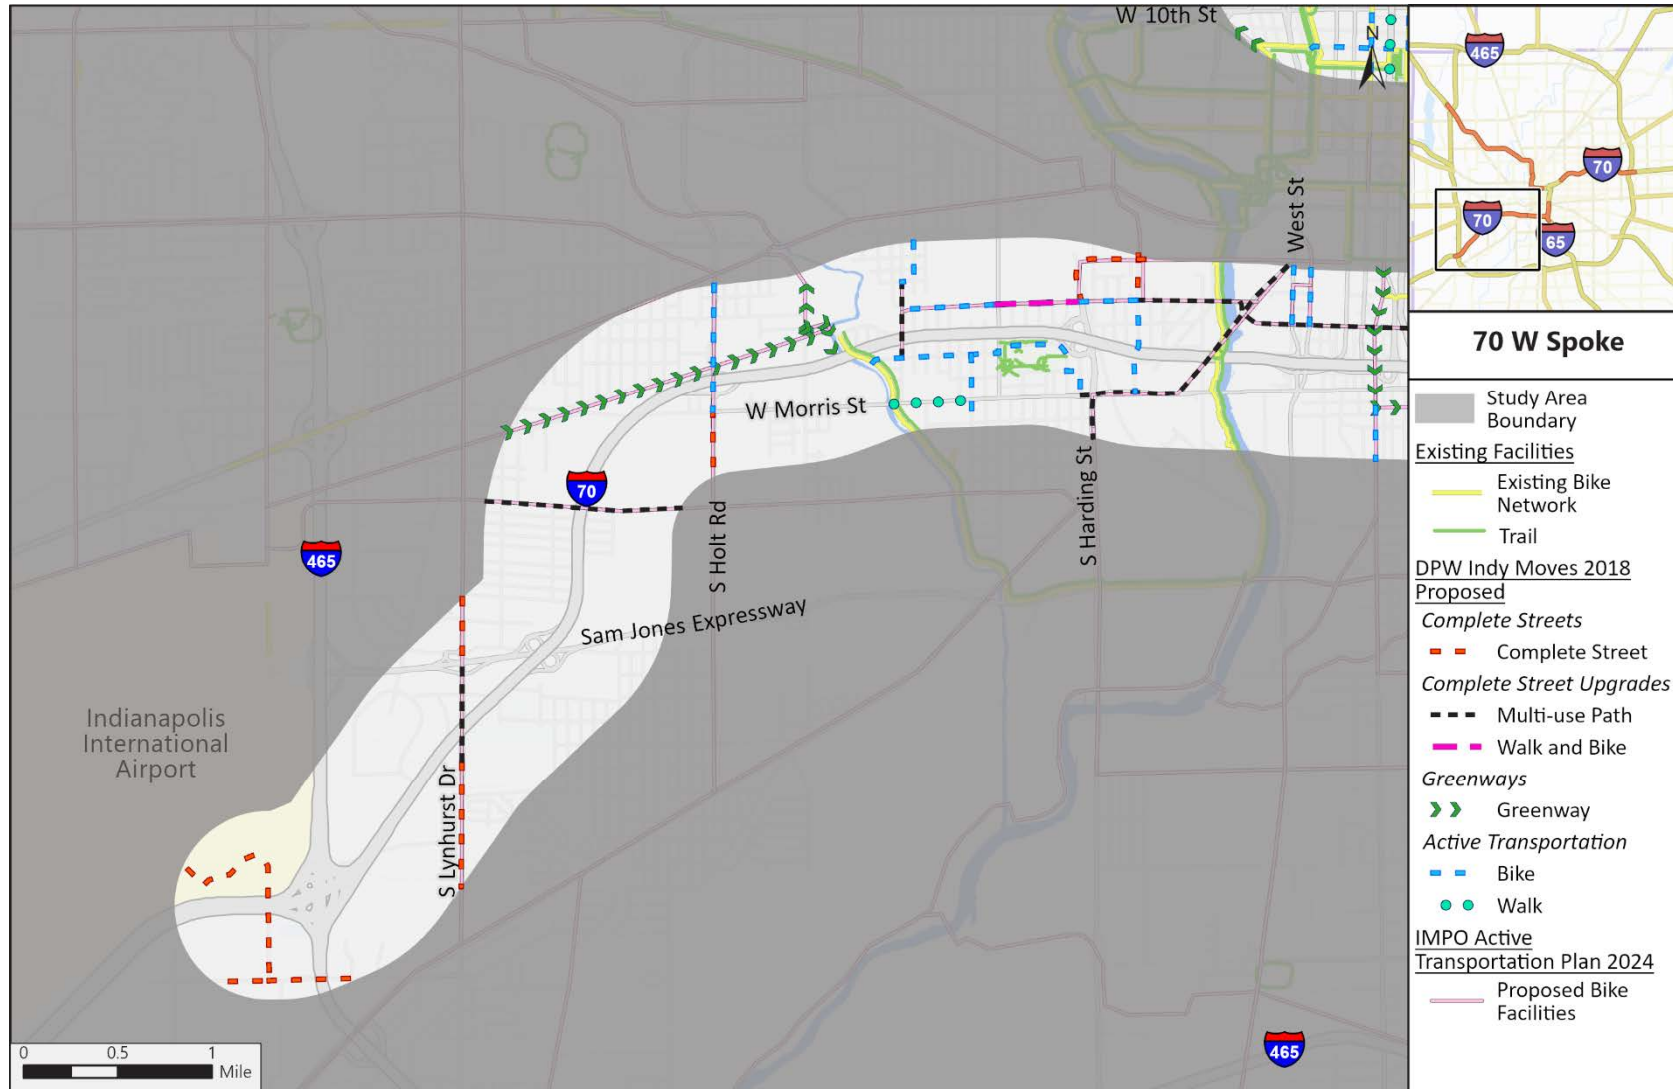 W 10th St
N
West St
W Morris St
S Holt Rd
S Harding St
Sam Jones Expressway
S Lynhurst Dr
70
465
465
Indianapolis
International
Airport
0 0.5 1
Mile
465
70
70
65
70 W Spoke
Study Area
Boundary
Existing Facilities
Existing Bike
Network
Trail
DPW Indy Moves 2018
Proposed
Complete Streets
Complete Street
Complete Street Upgrades
Multi-use Path
Walk and Bike
Greenways
Greenway
Active Transportation
Bike
Walk
IMPO Active
Transportation Plan 2024
Proposed Bike
Facilities